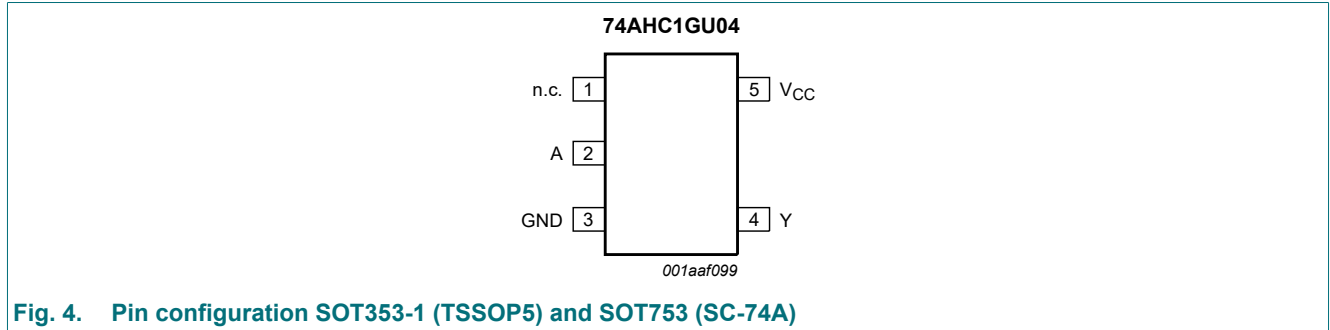 74AHC1GU04
n.c. 1
5 VCC
A 2
GND 3
4 Y
001aaf099
Fig. 4. Pin configuration SOT353-1 (TSSOP5) and SOT753 (SC-74A)